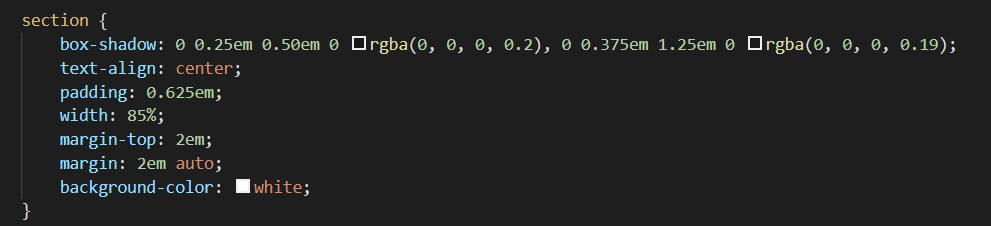 section {
    box-shadow: 0 0.25em 0.50em 0 rgba(0, 0, 0, 0.2), 0 0.375em 1.25em 0 rgba(0, 0, 0, 0.19);
    text-align: center;
    padding: 0.625em;
    width: 85%;
    margin-top: 2em;
    margin: 2em auto;
    background-color: white;
}